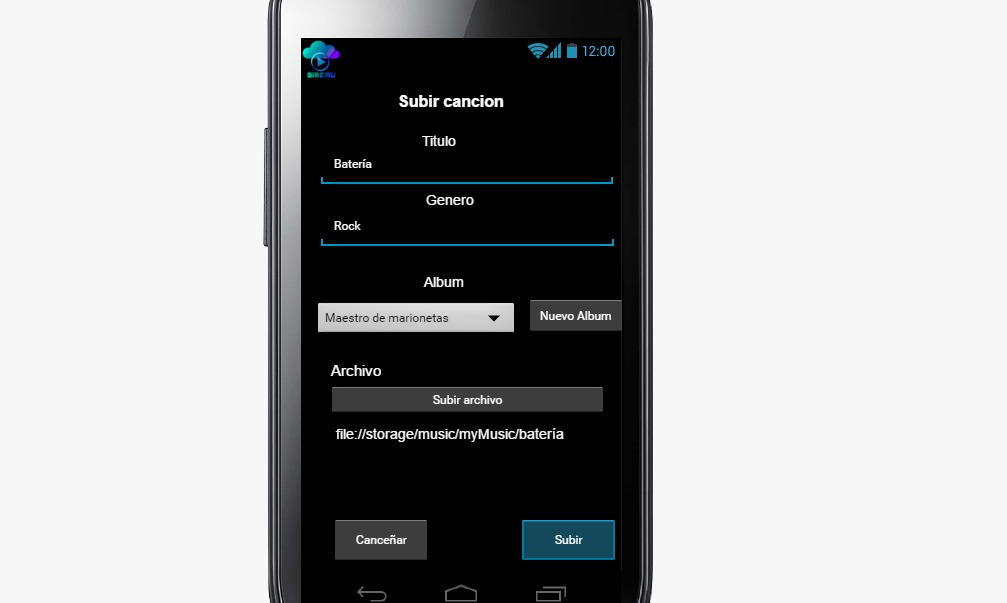 12:00
Subir cancion
Titulo
Batería
Genero
Rock
Album
Maestro de marionetas
Nuevo Album
Archivo
Subir archivo
file://storage/music/myMusic/batería
Canceñar
Subir